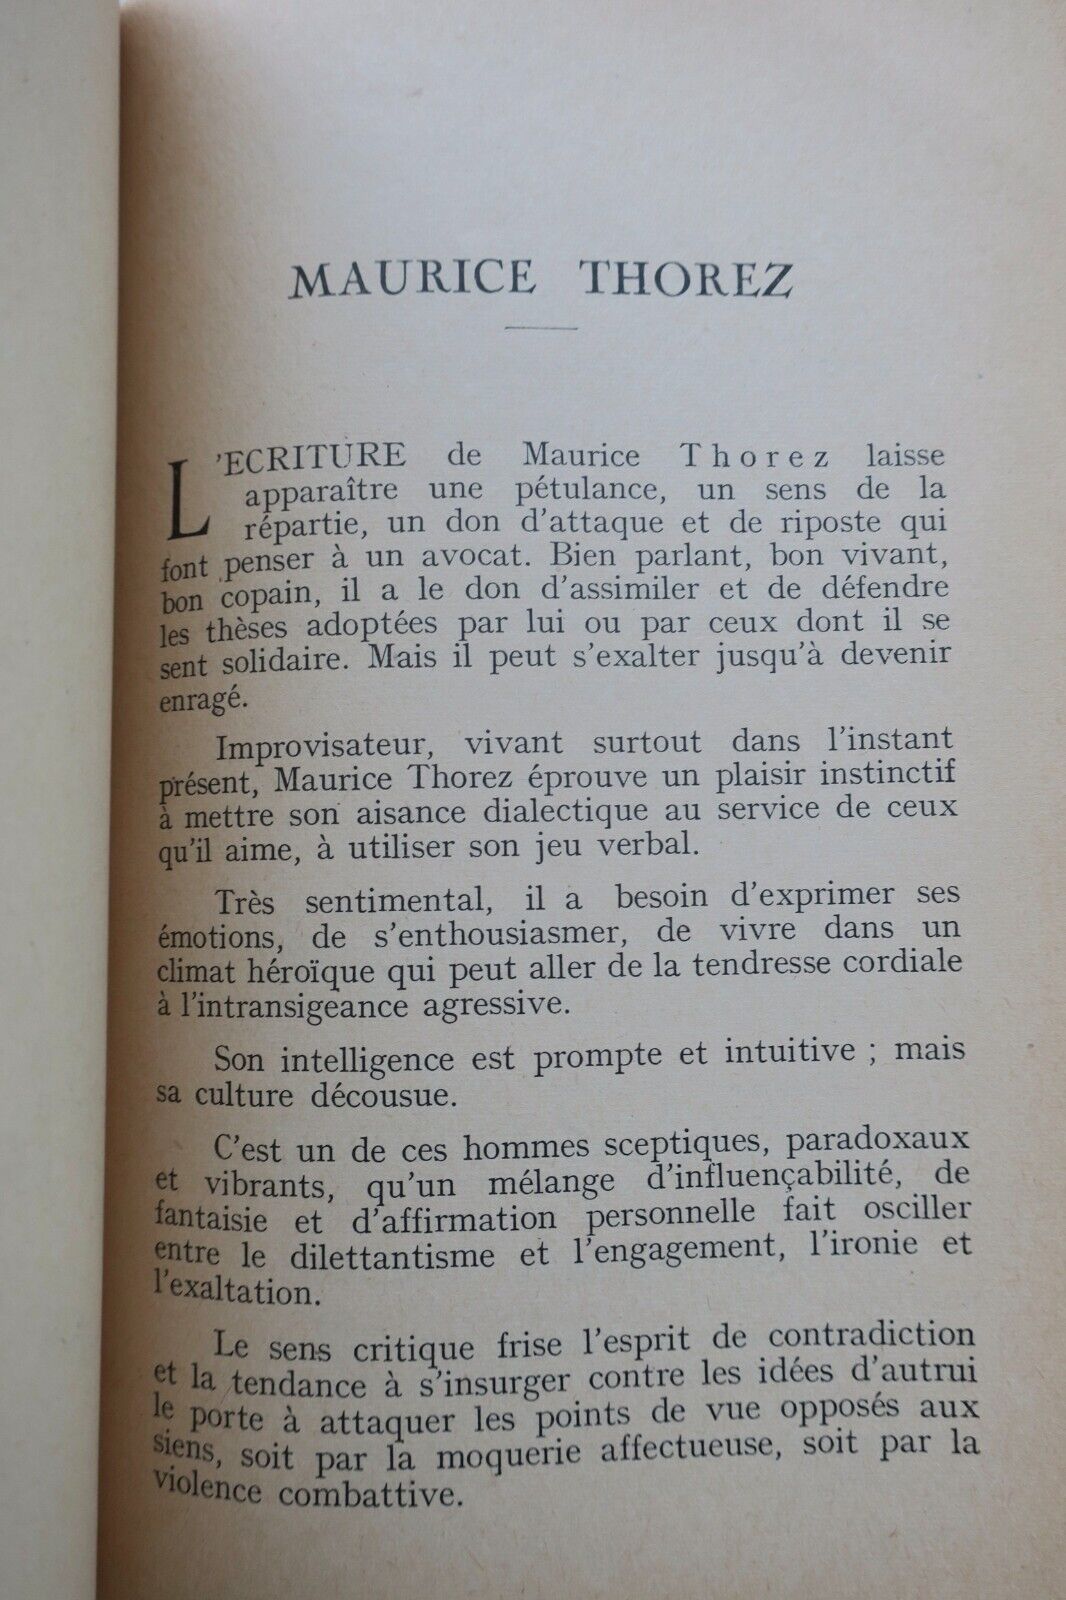 MAURICE THOREZ
L'ECRITURE de Maurice Thorez laisse
apparaître une pétulance, un sens de la
répartie, un don d'attaque et de riposte qui
font penser à un avocat. Bien parlant, bon vivant,
bon copain, il a le don d'assimiler et de défendre
les thèses adoptées par lui ou par ceux dont il se
sent solidaire. Mais il peut s'exalter jusqu'à devenir
enragé.
Improvisateur, vivant surtout dans l'instant
présent, Maurice Thorez éprouve un plaisir instinctif
à mettre son aisance dialectique au service de ceux
qu'il aime, à utiliser son jeu verbal.
Très sentimental, il a besoin d'exprimer ses
émotions, de s'enthousiasmer, de vivre dans un
climat héroïque qui peut aller de la tendresse cordiale
à l'intransigeance agressive.
Son intelligence est prompte et intuitive ; mais
sa culture décousue.
C'est un de ces hommes sceptiques, paradoxaux
et vibrants, qu'un mélange d'influençabilité, de
fantaisie et d'affirmation personnelle fait osciller
entre le dilettantisme et l'engagement, l'ironie et
l'exaltation.
Le sens critique frise l'esprit de contradiction
et la tendance à s'insurger contre les idées d'autrui
le porte à attaquer les points de vue opposés aux
siens, soit par la moquerie affectueuse, soit par la
violence combattive.